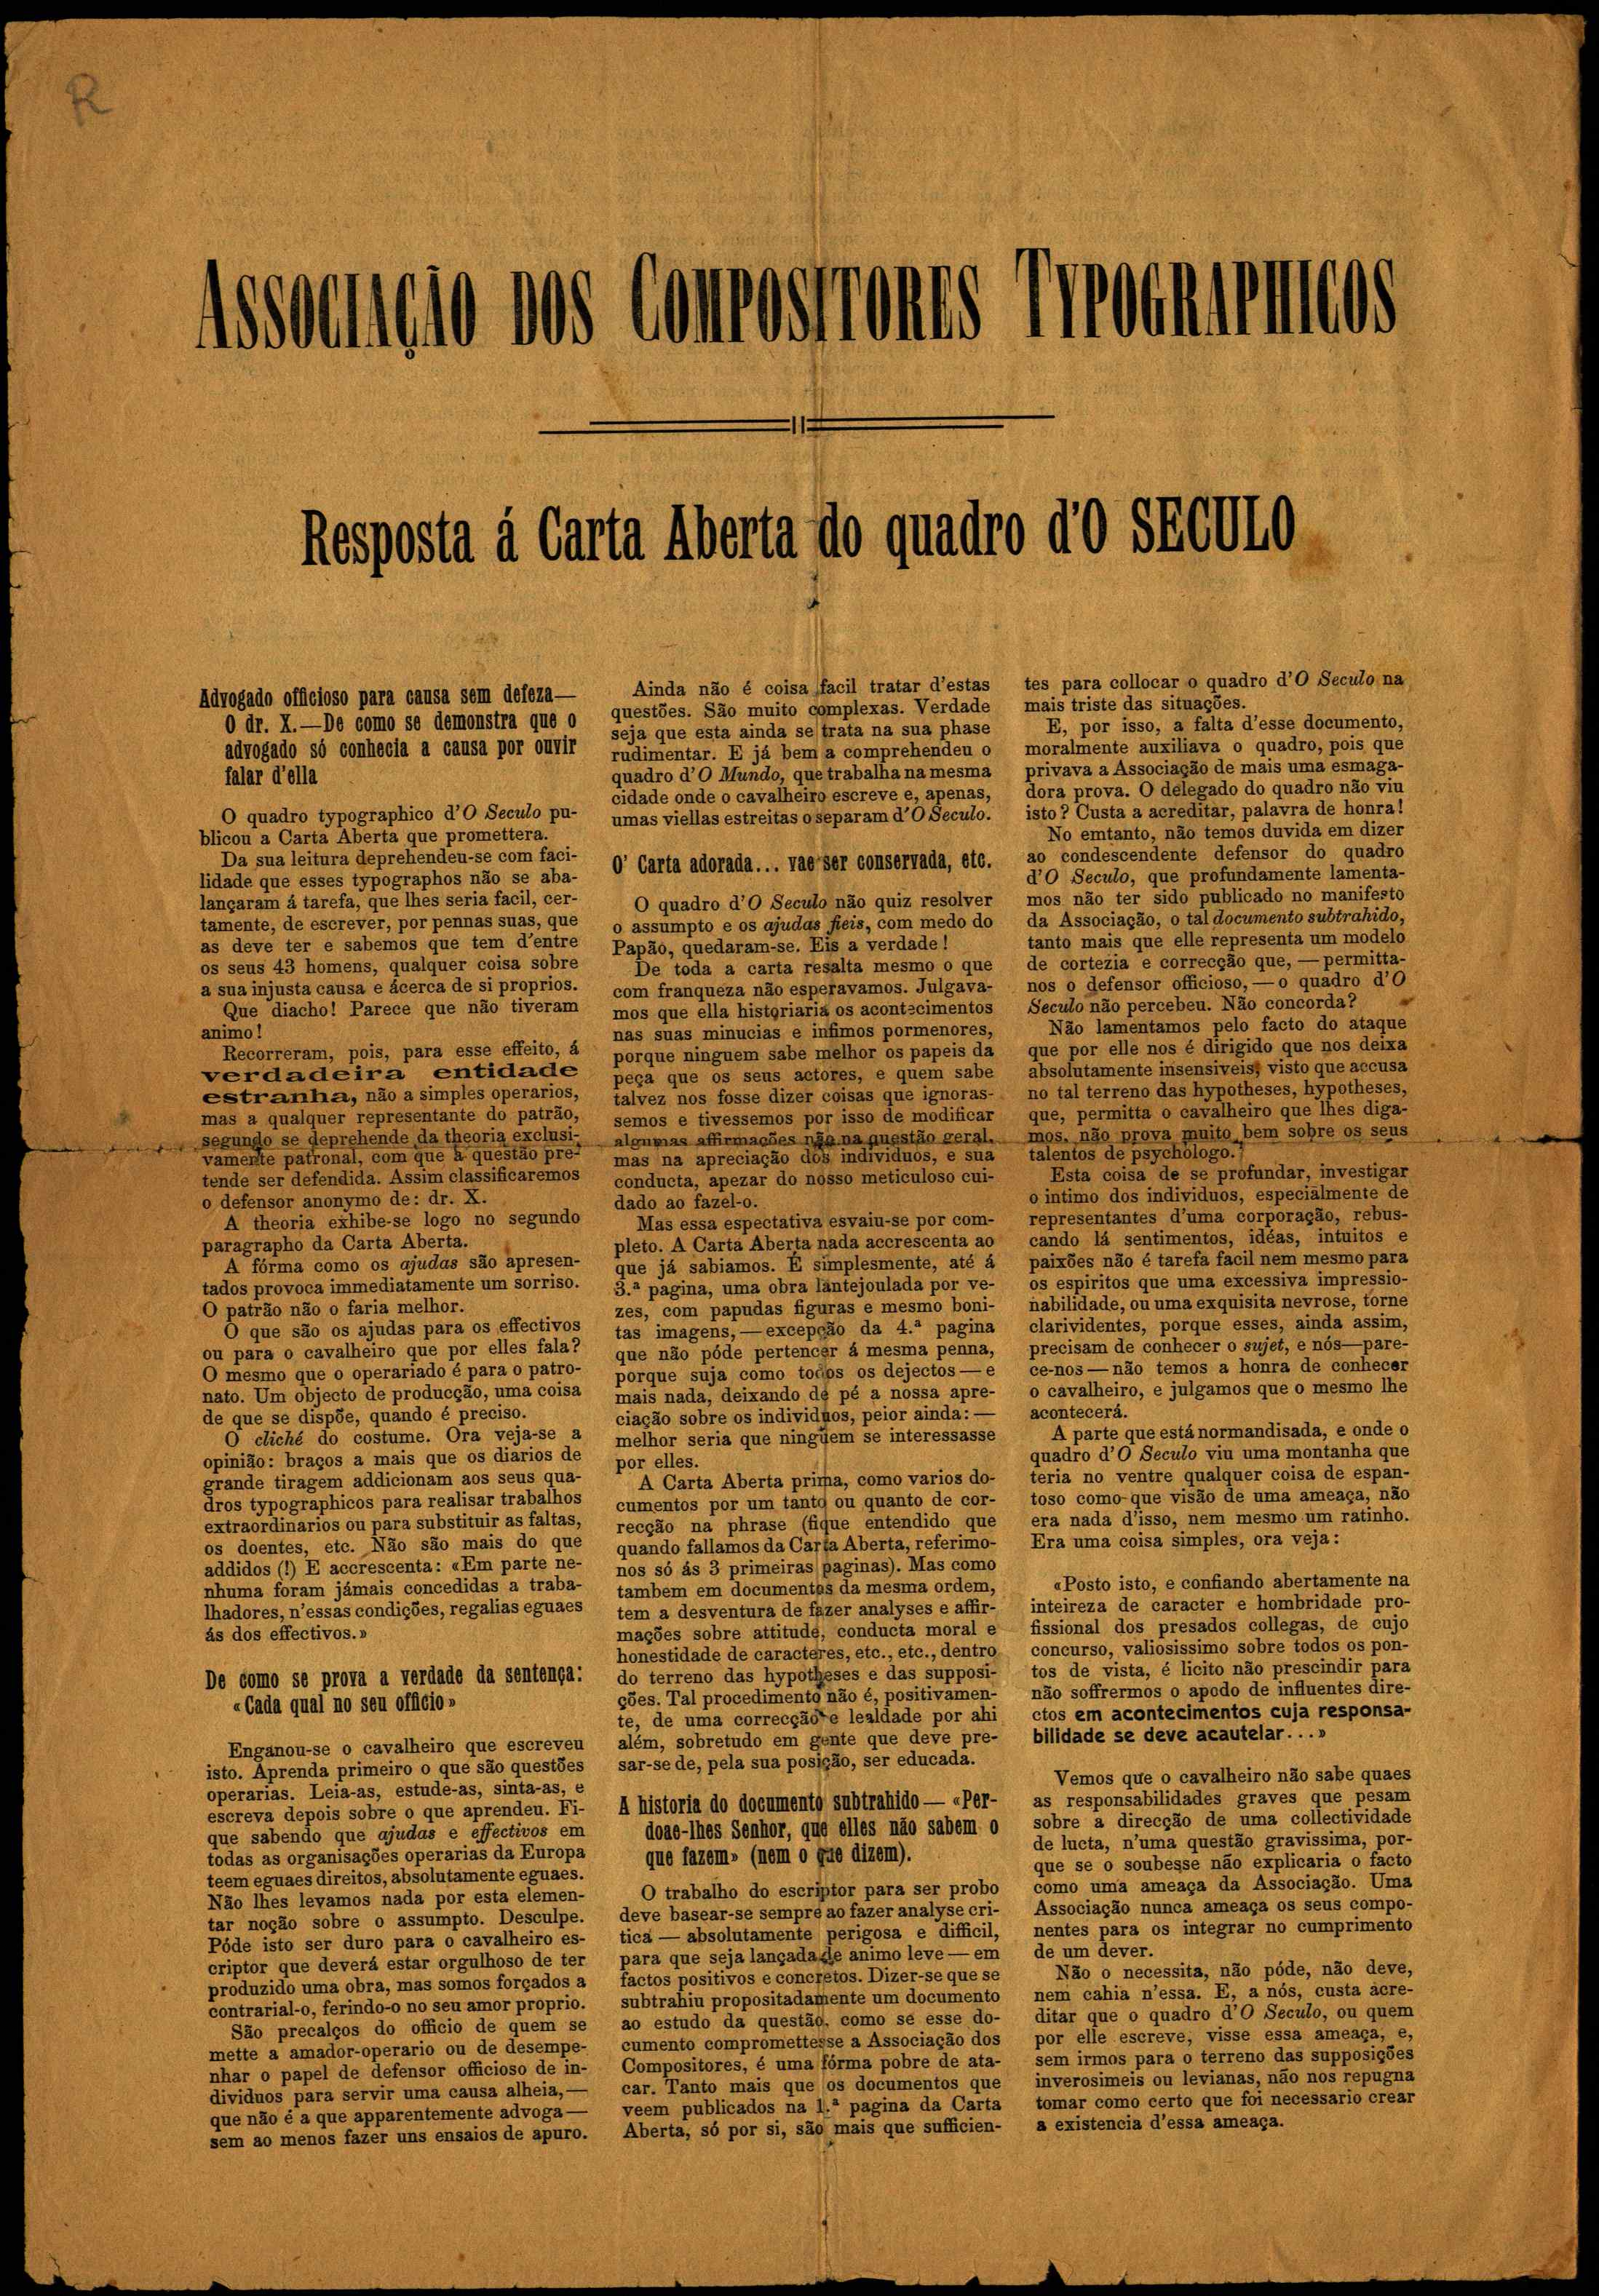 R
ASSOCIAÇÃO DOS COMPOSITORES TYPOGRAPHICOS
Resposta á Carta Aberta do quadro d'O SECULO
Advogado officioso para causa sem defeza—
O dr. X.—De como se demonstra que o
advogado só conhecia a causa por ouvir
falar d'ella
O quadro typographico d'O Seculo pu-
blicou a Carta Aberta que promettera.
Da sua leitura deprehendeu-se com faci-
lidade que esses typographos não se aba-
lançaram á tarefa, que lhes seria facil, cer-
tamente, de escrever, por pennas suas, que
as deve ter e sabemos que tem d'entre
os seus 43 homens, qualquer coisa sobre
a sua injusta causa e ácerca de si proprios.
Que diacho! Parece que não tiveram
animo!
Recorreram, pois, para esse effeito, á
verdadeira entidade
estranha, não a simples operarios,
mas a qualquer representante do patrão,
segundo se deprehende da theoria exclusi-
vamente patronal, com que a questão pre-
tende ser defendida. Assim classificaremos
o defensor anonymo de: dr. X.
A theoria exhibe-se logo no segundo
paragrapho da Carta Aberta.
A fórma como os ajudas são apresen-
tados provoca immediatamente um sorriso.
O patrão não o faria melhor.
O que são os ajudas para os effectivos
ou para o cavalheiro que por elles fala?
O mesmo que o operariado é para o patro-
nato. Um objecto de producção, uma coisa
de que se dispõe, quando é preciso.
O cliché do costume. Ora veja-se a
opinião: braços a mais que os diarios de
grande tiragem addicionam aos seus qua-
dros typographicos para realisar trabalhos
extraordinarios ou para substituir as faltas,
os doentes, etc. Não são mais do que
addidos (!) E accrescenta: «Em parte ne-
nhuma foram jámais concedidas a traba-
lhadores, n'essas condições, regalias eguaes
ás dos effectivos.»
De como se prova a verdade da sentença:
«Cada qual no seu officio»
Enganou-se o cavalheiro que escreveu
isto. Aprenda primeiro o que são questões
operarias. Leia-as, estude-as, sinta-as, e
escreva depois sobre o que aprendeu. Fi-
que sabendo que ajudas e effectivos em
todas as organisações operarias da Europa
teem eguaes direitos, absolutamente eguaes.
Não lhes levamos nada por esta elemen-
tar noção sobre o assumpto. Desculpe.
Póde isto ser duro para o cavalheiro es-
criptor que deverá estar orgulhoso de ter
produzido uma obra, mas somos forçados a
contrarial-o, ferindo-o no seu amor proprio.
São precalços do officio de quem se
mette a amador-operario ou de desempe-
nhar o papel de defensor officioso de in-
dividuos para servir uma causa alheia,—
que não é a que apparentemente advoga—
sem ao menos fazer uns ensaios de apuro.
Ainda não é coisa facil tratar d'estas
questões. São muito complexas. Verdade
seja que esta ainda se trata na sua phase
rudimentar. E já bem a comprehendeu o
quadro d'O Mundo, que trabalha na mesma
cidade onde o cavalheiro escreve e, apenas,
umas viellas estreitas o separam d'O Seculo.
O' Carta adorada... vae ser conservada, etc.
O quadro d'O Seculo não quiz resolver
o assumpto e os ajudas fieis, com medo do
Papão, quedaram-se. Eis a verdade!
De toda a carta resalta mesmo o que
com franqueza não esperavamos. Julgava-
mos que ella historiaria os acontecimentos
nas suas minucias e infimos pormenores,
porque ninguem sabe melhor os papeis da
peça que os seus actores, e quem sabe
talvez nos fosse dizer coisas que ignoras-
semos e tivessemos por isso de modificar
algumas affirmações não na questão geral,
mas na apreciação dos individuos, e sua
conducta, apezar do nosso meticuloso cui-
dado ao fazel-o.
Mas essa espectativa esvaiu-se por com-
pleto. A Carta Aberta nada accrescenta ao
que já sabiamos. É simplesmente, até á
3.ª pagina, uma obra lantejoulada por ve-
zes, com papudas figuras e mesmo boni-
tas imagens,—excepção da 4.ª pagina
que não póde pertencer á mesma penna,
porque suja como todos os dejectos—e
mais nada, deixando de pé a nossa apre-
ciação sobre os individuos, peior ainda:—
melhor seria que ninguem se interessasse
por elles.
A Carta Aberta prima, como varios do-
cumentos por um tanto ou quanto de cor-
recção na phrase (fique entendido que
quando fallamos da Carta Aberta, referimo-
nos só ás 3 primeiras paginas). Mas como
tambem em documentos da mesma ordem,
tem a desventura de fazer analyses e affir-
mações sobre attitude, conducta moral e
honestidade de caracteres, etc., etc., dentro
do terreno das hypotheses e das supposi-
ções. Tal procedimento não é, positivamen-
te, de uma correcção e lealdade por ahi
além, sobretudo em gente que deve pre-
sar-se de, pela sua posição, ser educada.
A historia do documento subtrahido—«Per-
doae-lhes Senhor, que elles não sabem o
que fazem» (nem o que dizem).
O trabalho do escriptor para ser probo
deve basear-se sempre ao fazer analyse cri-
tica — absolutamente perigosa e difficil,
para que seja lançada de animo leve — em
factos positivos e concretos. Dizer-se que se
subtrahiu propositadamente um documento
ao estudo da questão, como se esse do-
cumento compromettesse a Associação dos
Compositores, é uma fórma pobre de ata-
car. Tanto mais que os documentos que
veem publicados na 1.ª pagina da Carta
Aberta, só por si, são mais que sufficien-
tes para collocar o quadro d'O Seculo na
mais triste das situações.
E, por isso, a falta d'esse documento,
moralmente auxiliava o quadro, pois que
privava a Associação de mais uma esmaga-
dora prova. O delegado do quadro não viu
isto? Custa a acreditar, palavra de honra!
No emtanto, não temos duvida em dizer
ao condescendente defensor do quadro
d'O Seculo, que profundamente lamenta-
mos não ter sido publicado no manifesto
da Associação, o tal documento subtrahido,
tanto mais que elle representa um modelo
de cortezia e correcção que, — permitta-
nos o defensor officioso, — o quadro d'O
Seculo não percebeu. Não concorda?
Não lamentamos pelo facto do ataque
que por elle nos é dirigido que nos deixa
absolutamente insensiveis, visto que accusa
no tal terreno das hypotheses, hypotheses,
que, permitta o cavalheiro que lhes diga-
mos, não prova muito bem sobre os seus
talentos de psychologo.
Esta coisa de se profundar, investigar
o intimo dos individuos, especialmente de
representantes d'uma corporação, rebus-
cando lá sentimentos, idéas, intuitos e
paixões não é tarefa facil nem mesmo para
os espiritos que uma excessiva impressio-
nabilidade, ou uma exquisita nevrose, torne
clarividentes, porque esses, ainda assim,
precisam de conhecer o sujet, e nós—pare-
ce-nos—não temos a honra de conhecer
o cavalheiro, e julgamos que o mesmo lhe
acontecerá.
A parte que está normandisada, e onde o
quadro d'O Seculo viu uma montanha que
teria no ventre qualquer coisa de espan-
toso como que visão de uma ameaça, não
era nada d'isso, nem mesmo um ratinho.
Era uma coisa simples, ora veja:
«Posto isto, e confiando abertamente na
inteireza de caracter e hombridade pro-
fissional dos presados collegas, de cujo
concurso, valiosissimo sobre todos os pon-
tos de vista, é licito não prescindir para
não soffrermos o apodo de influentes dire-
ctos em acontecimentos cuja responsa-
bilidade se deve acautelar...»
Vemos que o cavalheiro não sabe quaes
as responsabilidades graves que pesam
sobre a direcção de uma collectividade
de lucta, n'uma questão gravissima, por-
que se o soubesse não explicaria o facto
como uma ameaça da Associação. Uma
Associação nunca ameaça os seus compo-
nentes para os integrar no cumprimento
de um dever.
Não o necessita, não póde, não deve,
nem cahia n'essa. E, a nós, custa acre-
ditar que o quadro d'O Seculo, ou quem
por elle escreve, visse essa ameaça, e,
sem irmos para o terreno das supposições
inverosimeis ou levianas, não nos repugna
tomar como certo que foi necessario crear
a existencia d'essa ameaça.